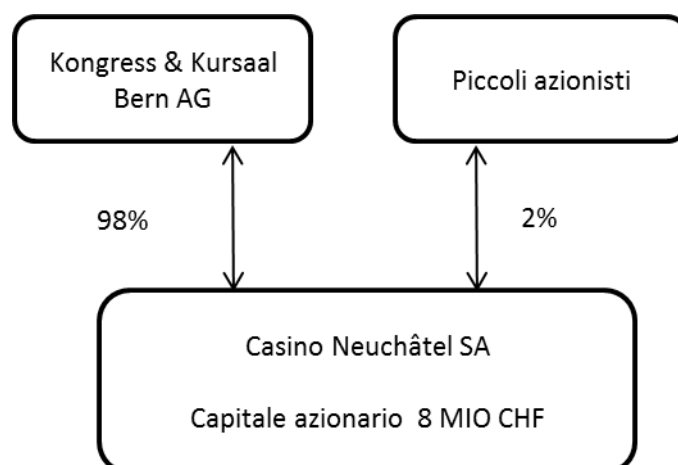 Kongress & Kursaal
Bern AG
Piccoli azionisti
98%
2%
Casino Neuchâtel SA
Capitale azionario 8 MIO CHF